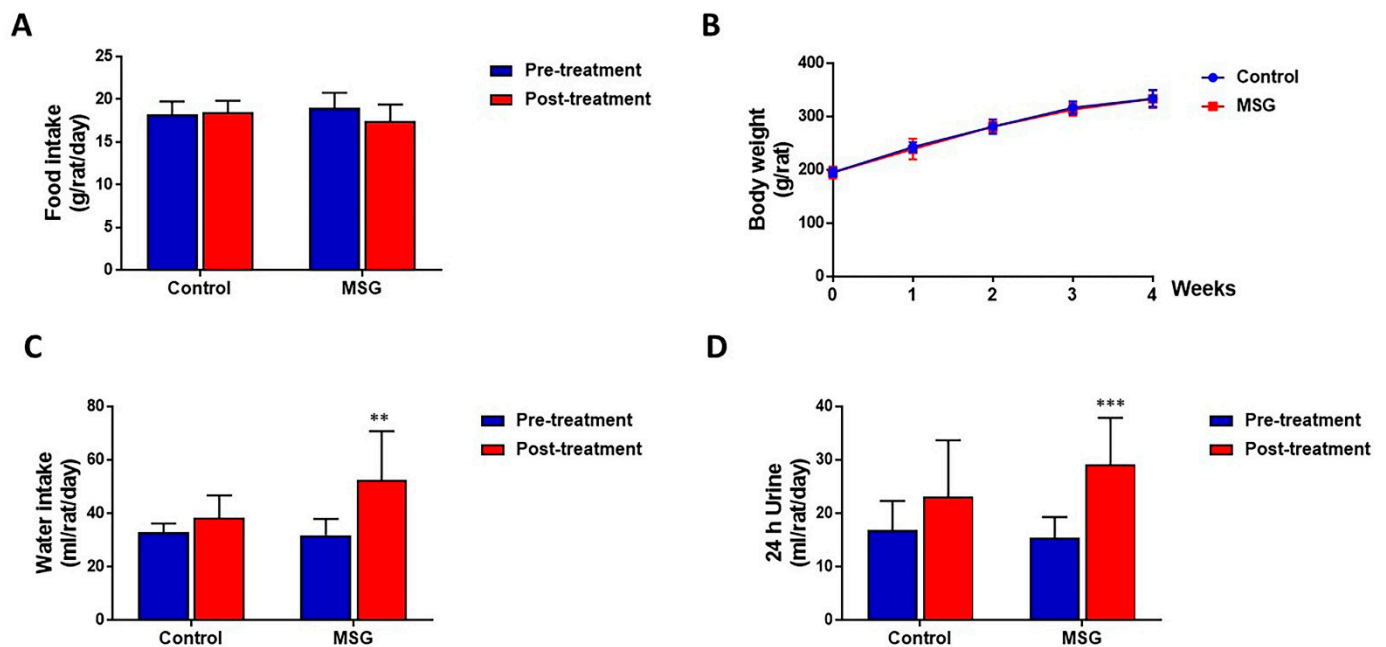 A
Food Intake
(g/rat/day)
25
20
15
10
5
0
Control
MSG
Pre-treatment
Post-treatment
B
Body weight
(g/rat)
400
300
200
100
0
0
1
2
3
4
Weeks
Control
MSG
C
Water intake
(ml/rat/day)
80
60
40
20
0
**
Control
MSG
Pre-treatment
Post-treatment
D
24 h Urine
(ml/rat/day)
40
30
20
10
0
***
Control
MSG
Pre-treatment
Post-treatment